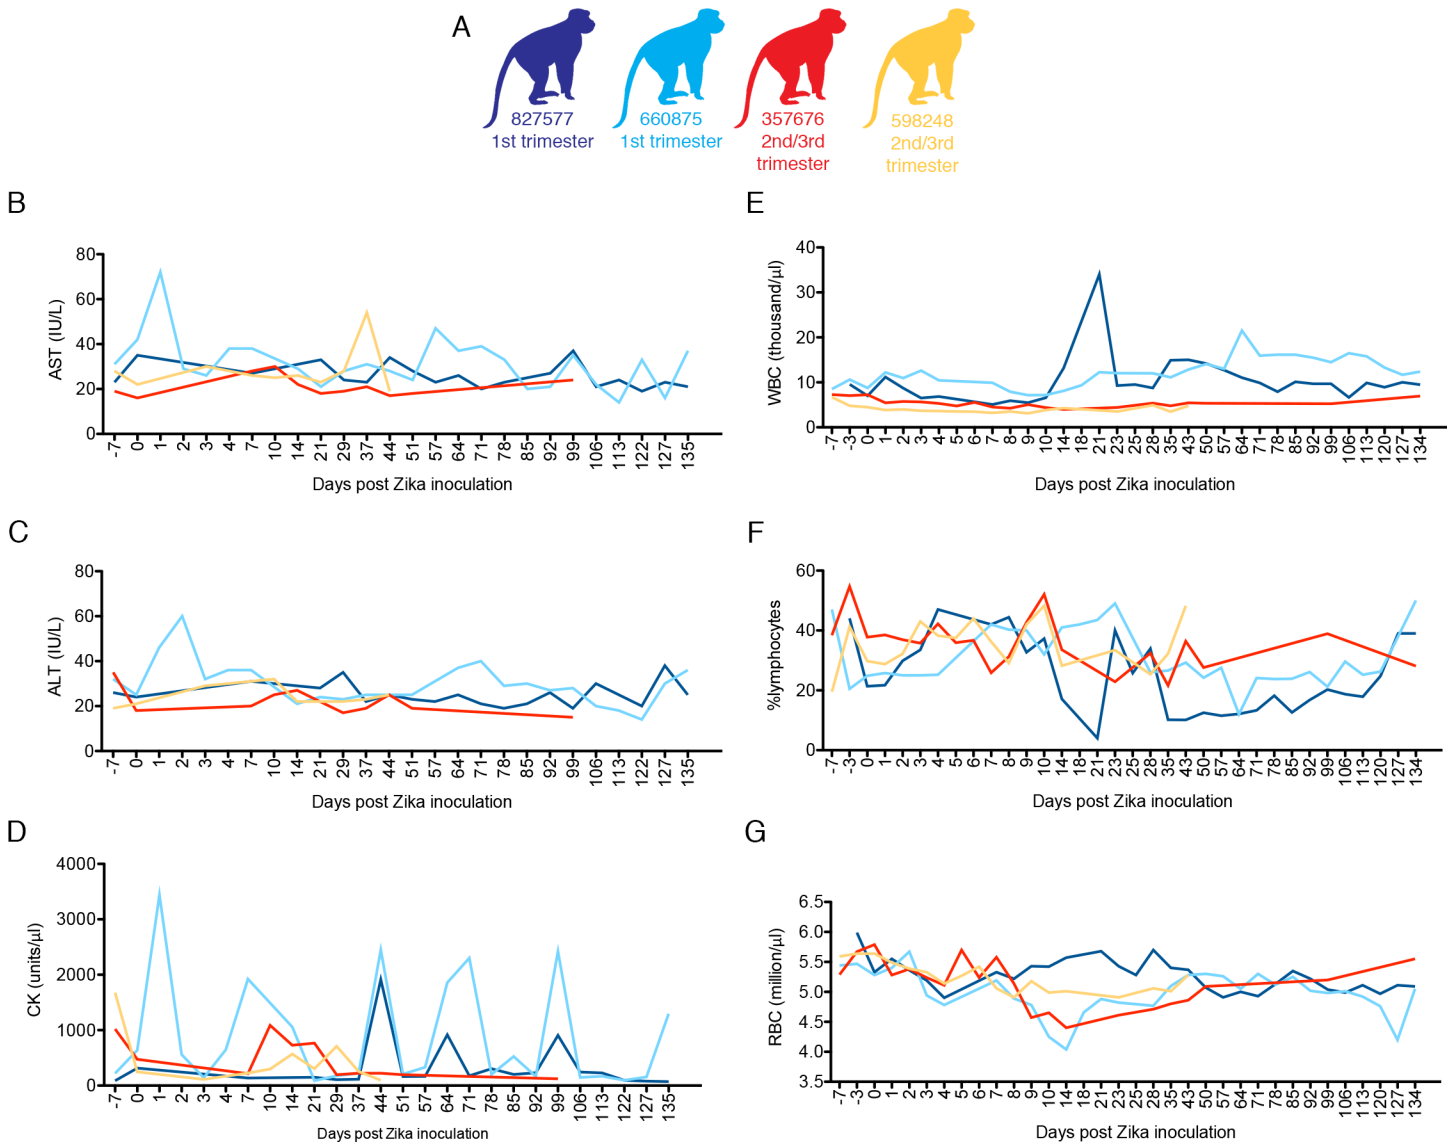 A
827577
1st trimester
660875
1st trimester
357676
2nd/3rd
trimester
598248
2nd/3rd
trimester
B
AST (IU/L)
80
60
40
20
0
-7 0 1 2 3 4 7 10 14 21 29 37 44 51 57 64 71 78 85 92 99 106 113 122 127 135
Days post Zika inoculation
C
ALT (IU/L)
80
60
40
20
0
-7 0 1 2 3 4 7 10 14 21 29 37 44 51 57 64 71 78 85 92 99 106 113 122 127 135
Days post Zika inoculation
D
CK (units/µl)
4000
3000
2000
1000
0
-7 0 1 2 3 4 7 10 14 21 29 37 44 51 57 64 71 78 85 92 99 106 113 122 127 135
Days post Zika inoculation
E
WBC (thousand/µl)
40
30
20
10
0
-7 -3 0 1 2 3 4 5 6 7 8 9 10 14 18 21 23 25 28 35 43 50 57 64 71 78 85 92 99 106 113 120 127 134
Days post Zika inoculation
F
%lymphocytes
60
40
20
0
-7 -3 0 1 2 3 4 5 6 7 8 9 10 14 18 21 23 25 28 35 43 50 57 64 71 78 85 92 99 106 113 120 127 134
Days post Zika inoculation
G
RBC (million/µl)
6.5
6.0
5.5
5.0
4.5
4.0
3.5
-7 -3 0 1 2 3 4 5 6 7 8 9 10 14 18 21 23 25 28 35 43 50 57 64 71 78 85 92 99 106 113 120 127 134
Days post Zika inoculation